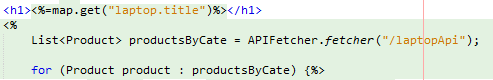 <h1><%=map.get("laptop.title")%></h1>
<%
List<Product> productsByCate = APIFetcher.fetcher("/laptopApi");
for (Product product : productsByCate) {%>